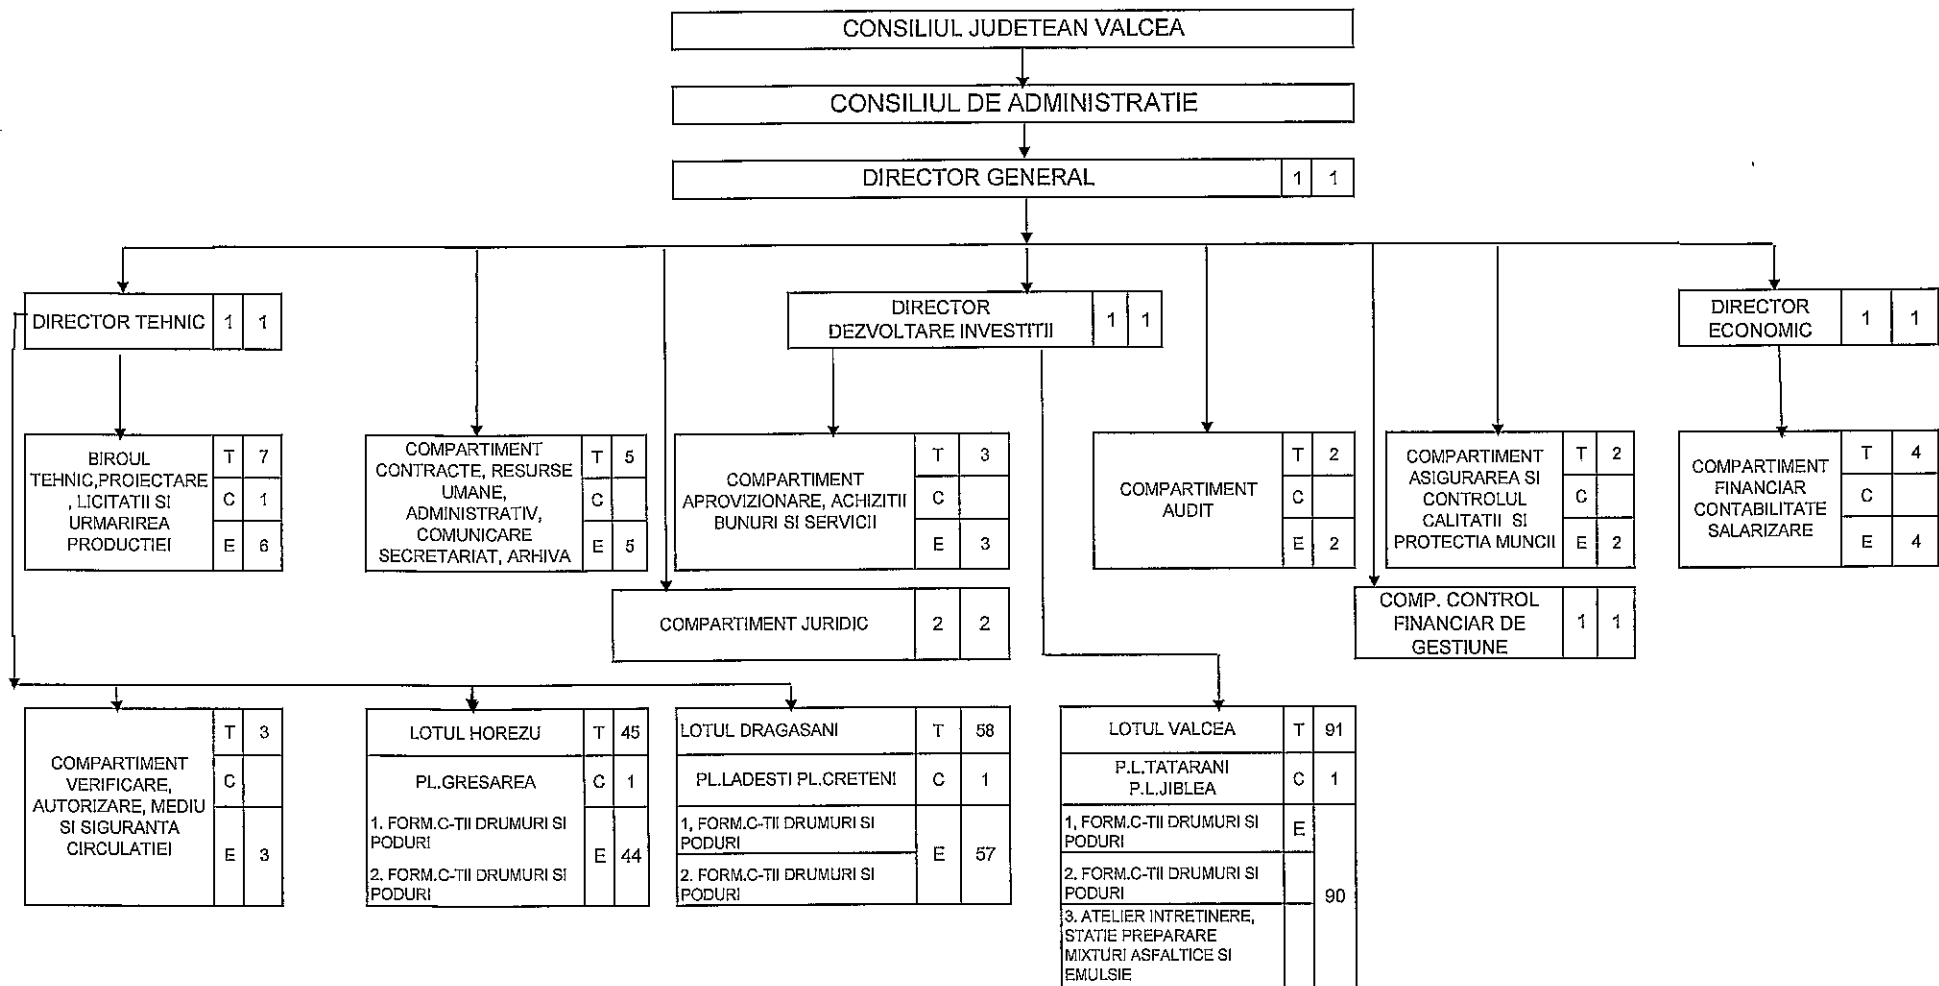 CONSILIUL JUDETEAN VALCEA
CONSILIUL DE ADMINISTRATIE
DIRECTOR GENERAL 1 1
DIRECTOR TEHNIC 1 1
DIRECTOR
DEZVOLTARE INVESTITII 1 1
DIRECTOR
ECONOMIC 1 1
BIROUL
TEHNIC,PROIECTARE
, LICITATII SI
URMARIREA
PRODUCTIEI
T 7
C 1
E 6
COMPARTIMENT
CONTRACTE, RESURSE
UMANE,
ADMINISTRATIV,
COMUNICARE
SECRETARIAT, ARHIVA
T 5
C
E 5
COMPARTIMENT
APROVIZIONARE, ACHIZITII
BUNURI SI SERVICII
T 3
C
E 3
COMPARTIMENT
AUDIT
T 2
C
E 2
COMPARTIMENT
ASIGURAREA SI
CONTROLUL
CALITATII SI
PROTECTIA MUNCII
T 2
C
E 2
COMPARTIMENT
FINANCIAR
CONTABILITATE
SALARIZARE
T 4
C
E 4
COMPARTIMENT JURIDIC 2 2
COMP. CONTROL
FINANCIAR DE
GESTIUNE
1 1
COMPARTIMENT
VERIFICARE,
AUTORIZARE, MEDIU
SI SIGURANTA
CIRCULATIEI
T 3
C
E 3
LOTUL HOREZU T 45
PL.GRESAREA C 1
1. FORM.C-TII DRUMURI SI
PODURI
2. FORM.C-TII DRUMURI SI
PODURI
E 44
LOTUL DRAGASANI T 58
PL.LADESTI PL.CRETENI C 1
1, FORM.C-TII DRUMURI SI
PODURI
2. FORM.C-TII DRUMURI SI
PODURI
E 57
LOTUL VALCEA T 91
P.L.TATARANI
P.L.JIBLEA
C 1
1, FORM.C-TII DRUMURI SI
PODURI
E
2. FORM.C-TII DRUMURI SI
PODURI
90
3. ATELIER INTRETINERE,
STATIE PREPARARE
MIXTURI ASFALTICE SI
EMULSIE